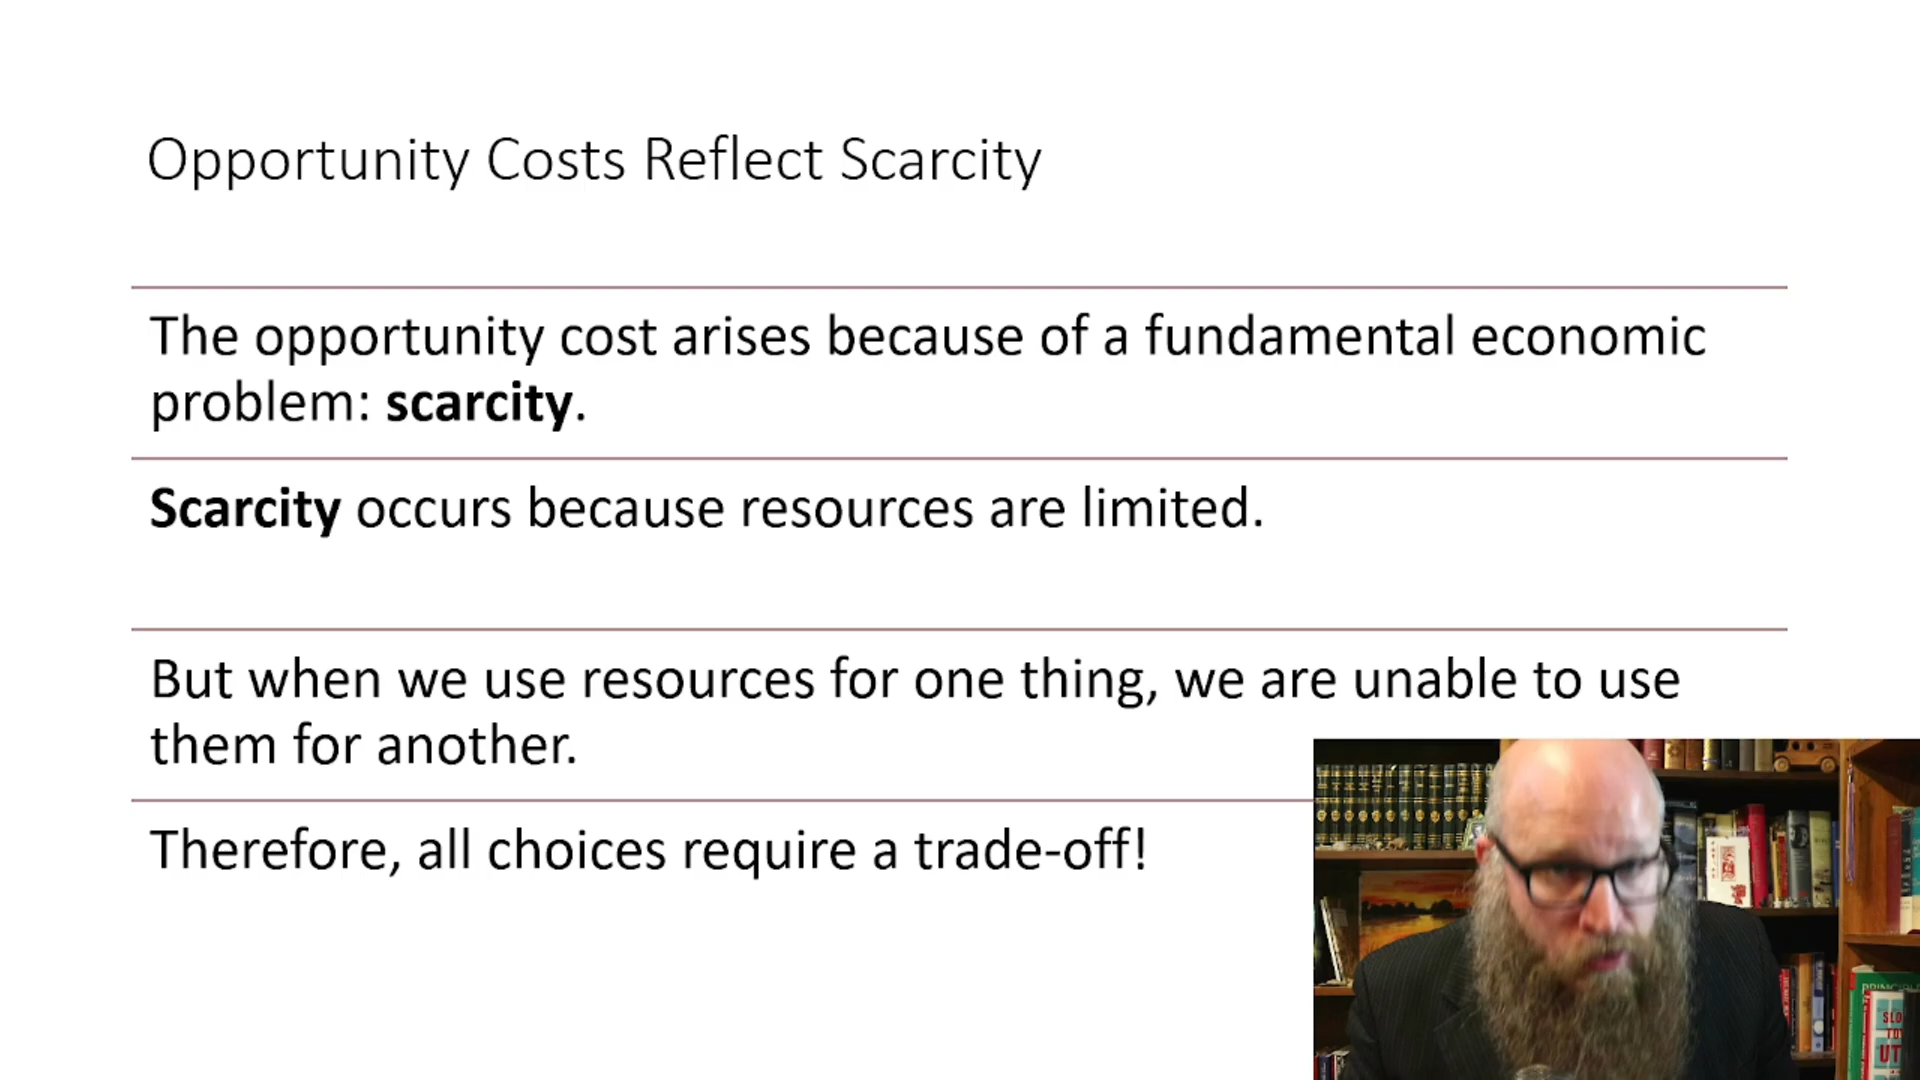 Opportunity Costs Reflect Scarcity
The opportunity cost arises because of a fundamental economic
problem: scarcity.
Scarcity occurs because resources are limited.
But when we use resources for one thing, we are unable to use
them for another.
Therefore, all choices require a trade-off!